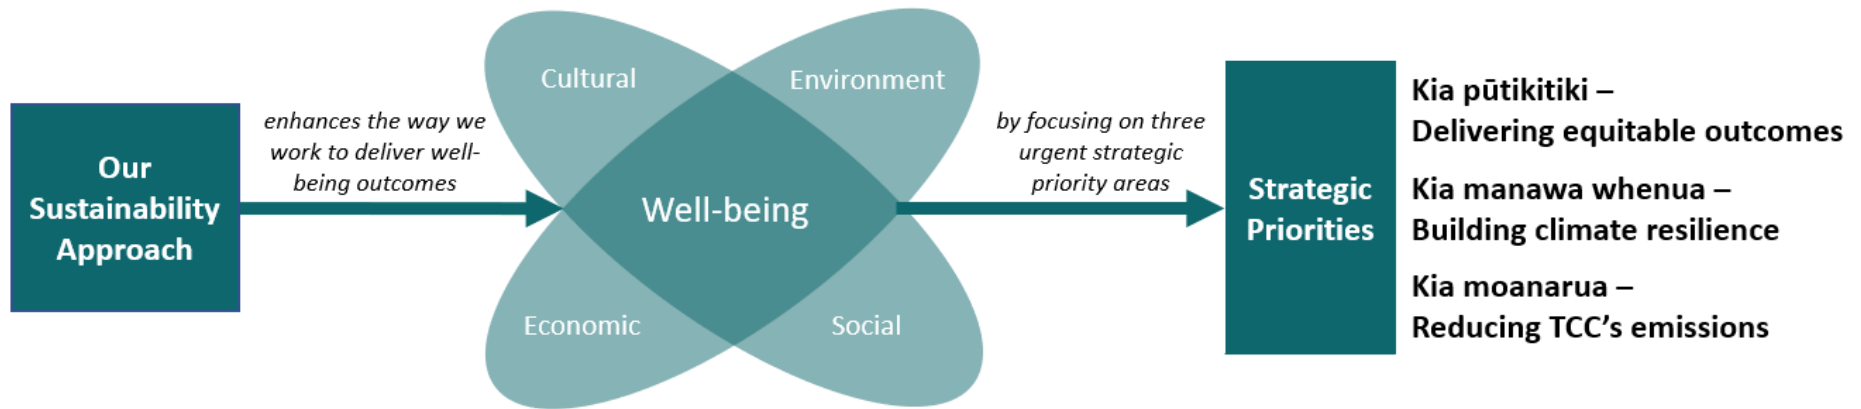 Our
Sustainability
Approach
enhances the way we
work to deliver well-
being outcomes
Cultural
Environment
Well-being
Economic
Social
by focusing on three
urgent strategic
priority areas
Strategic
Priorities
Kia pūtikitiki –
Delivering equitable outcomes
Kia manawa whenua –
Building climate resilience
Kia moanarua –
Reducing TCC’s emissions